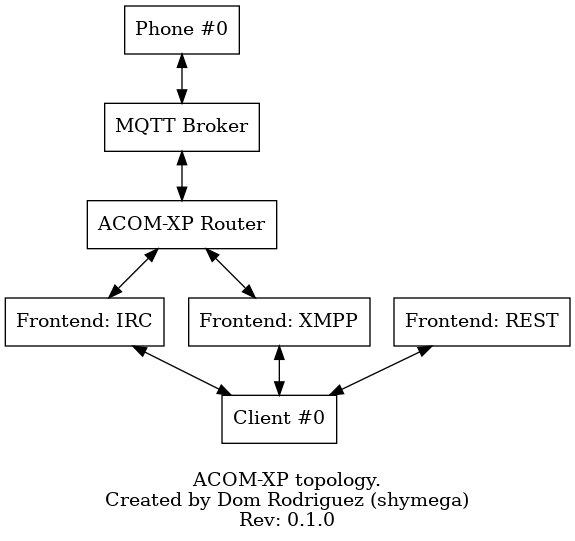 Phone #0
MQTT Broker
ACOM-XP Router
Frontend: IRC
Frontend: XMPP
Frontend: REST
Client #0
ACOM-XP topology.
Created by Dom Rodriguez (shymega)
Rev: 0.1.0